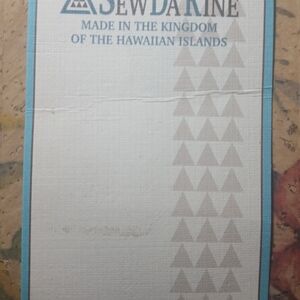 SEWDAKINE
MADE IN THE KINGDOM
OF THE HAWAIIAN ISLANDS